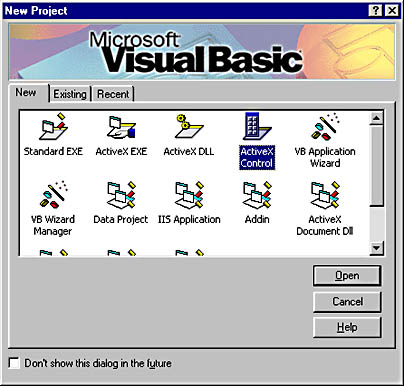 New Project
Microsoft
Visual Basic
New Existing Recent
Standard EXE ActiveX EXE ActiveX DLL ActiveX Control VB Application Wizard
VB Wizard Manager Data Project IIS Application Addin ActiveX Document Dll
Open
Cancel
Help
Don't show this dialog in the future